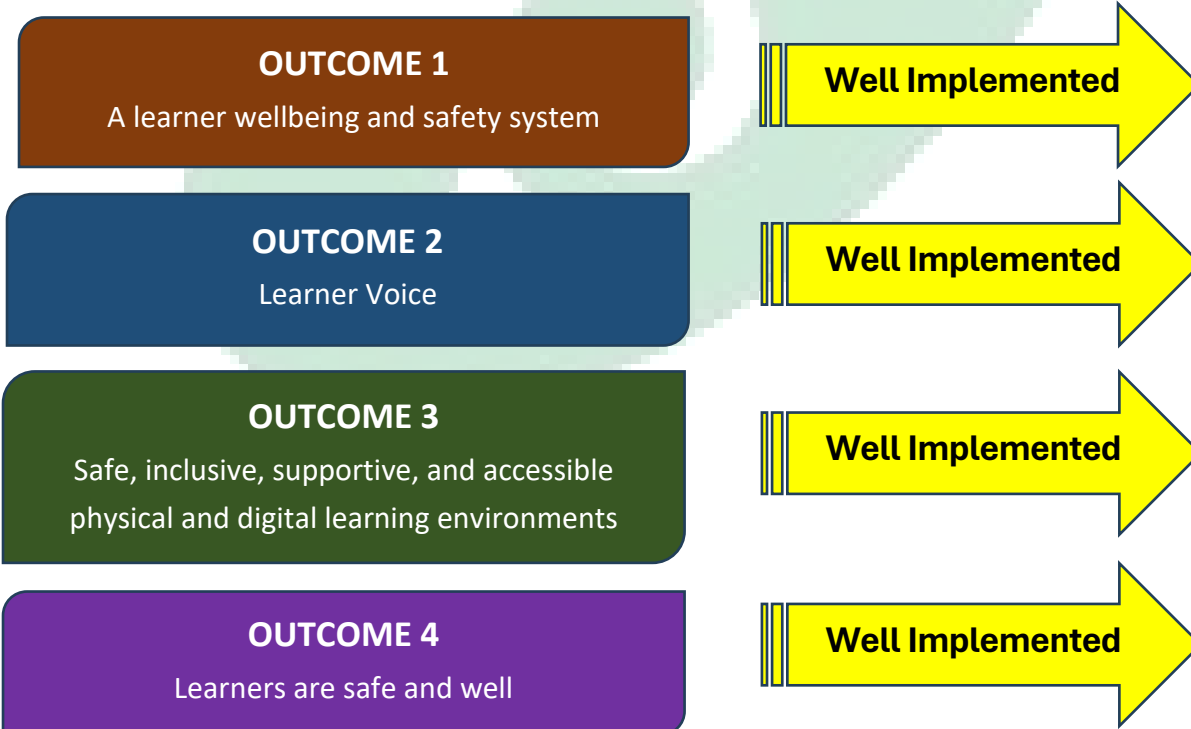 OUTCOME 1
A learner wellbeing and safety system
Well Implemented
OUTCOME 2
Learner Voice
Well Implemented
OUTCOME 3
Safe, inclusive, supportive, and accessible
physical and digital learning environments
Well Implemented
OUTCOME 4
Learners are safe and well
Well Implemented